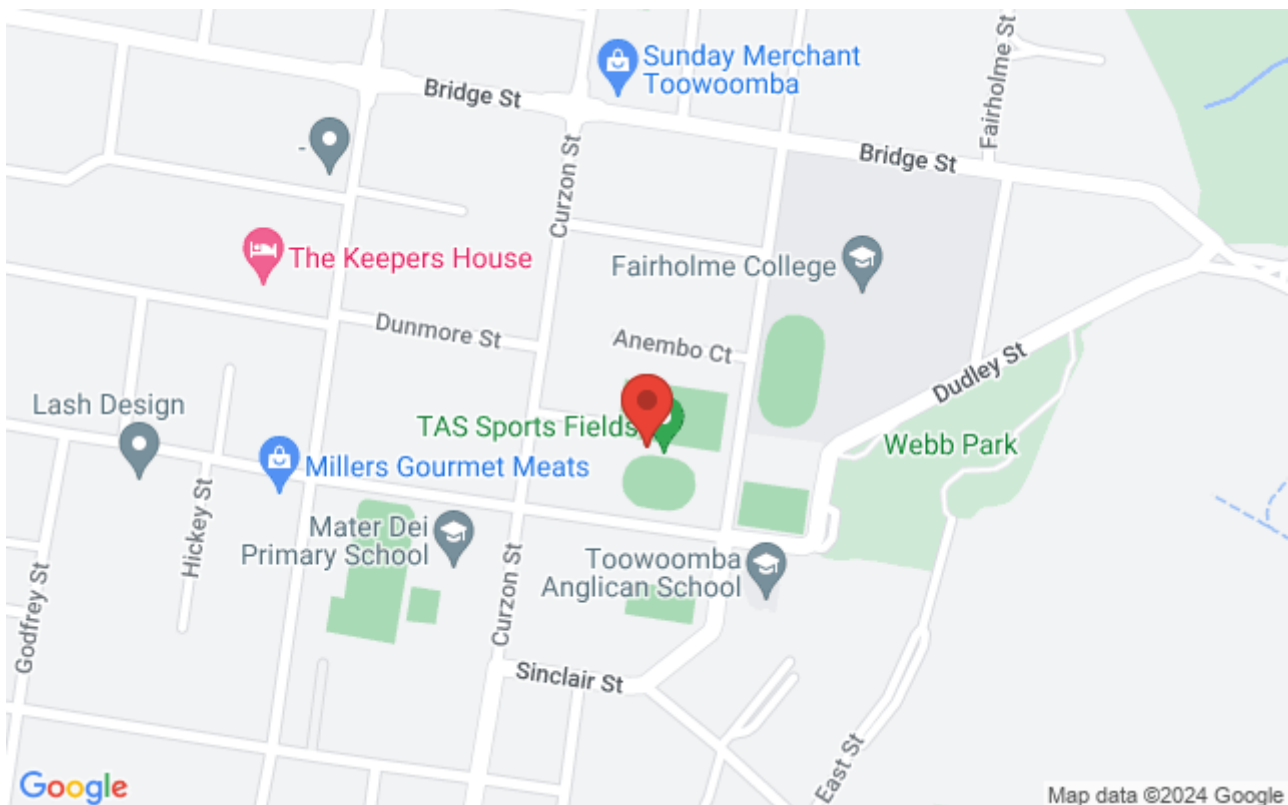 Fairholme St
Sunday Merchant
Toowoomba
Bridge St
Bridge St
-
Curzon St
The Keepers House
Fairholme College
Dunmore St
Anembo Ct
Dudley St
Lash Design
TAS Sports Fields
Webb Park
Millers Gourmet Meats
Hickey St
Mater Dei
Primary School
Toowoomba
Anglican School
Curzon St
Godfrey St
Sinclair St
East St
Google
Map data ©2024 Google